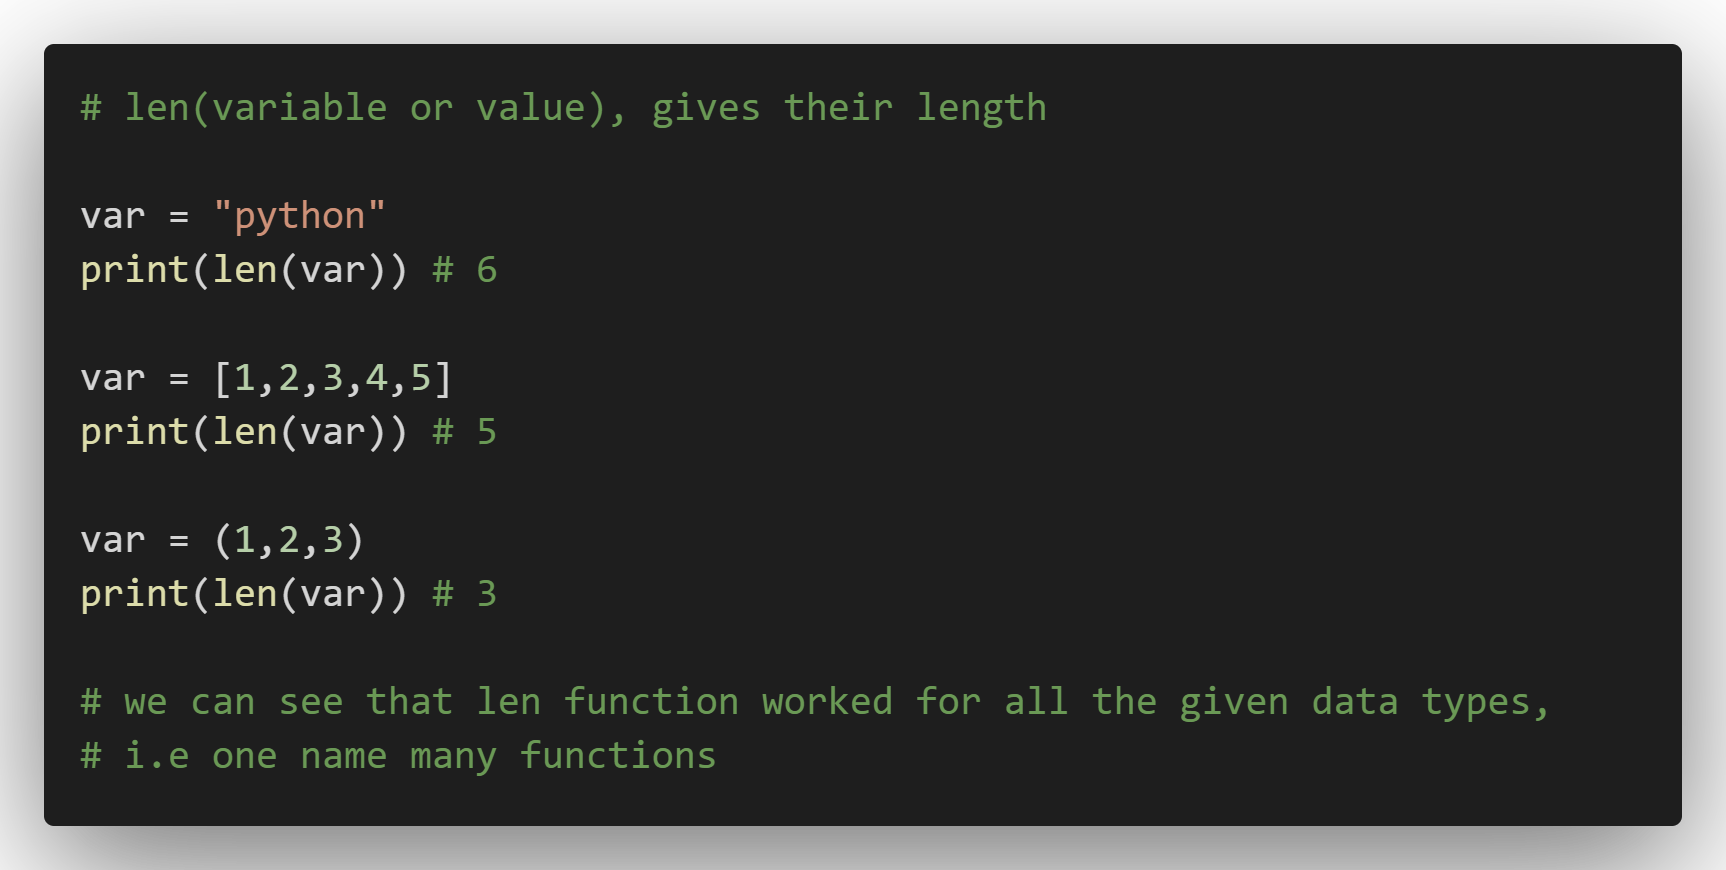 # len(variable or value), gives their length
var = "python"
print(len(var)) # 6
var = [1,2,3,4,5]
print(len(var)) # 5
var = (1,2,3)
print(len(var)) # 3
# we can see that len function worked for all the given data types,
# i.e one name many functions